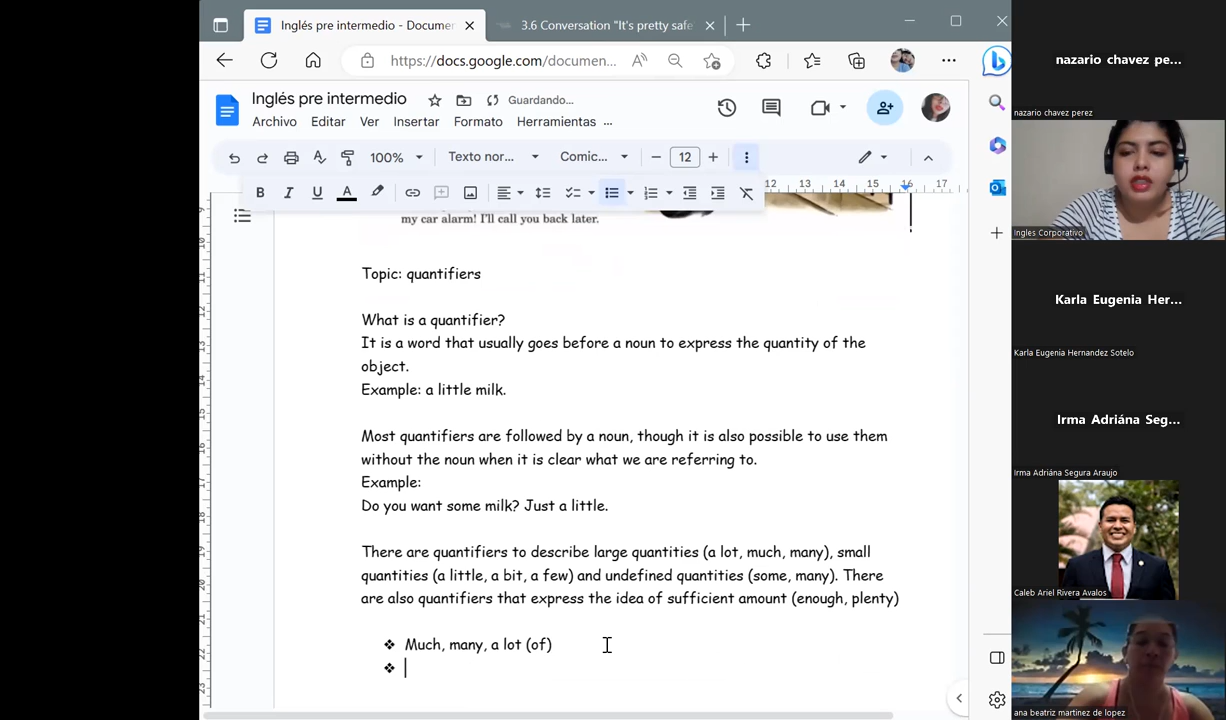 Inglés pre intermedio - Documen
3.6 Conversation "It's pretty safe
https://docs.google.com/documen...
Inglés pre intermedio
Guardando...
Archivo Editar Ver Insertar Formato Herramientas ...
100% Texto nor... Comic... 12
12 13 14 15 16 17
my car alarm! I'll call you back later.
Topic: quantifiers
What is a quantifier?
It is a word that usually goes before a noun to express the quantity of the
object.
Example: a little milk.
Most quantifiers are followed by a noun, though it is also possible to use them
without the noun when it is clear what we are referring to.
Example:
Do you want some milk? Just a little.
There are quantifiers to describe large quantities (a lot, much, many), small
quantities (a little, a bit, a few) and undefined quantities (some, many). There
are also quantifiers that express the idea of sufficient amount (enough, plenty)
❖ Much, many, a lot (of)
❖
nazario chavez pe...
nazario chavez perez
Ingles Corporativo
Karla Eugenia Her...
Karla Eugenia Hernandez Sotelo
Irma Adriána Seg...
Irma Adriána Segura Araujo
Caleb Ariel Rivera Avalos
ana beatriz martinez de lopez